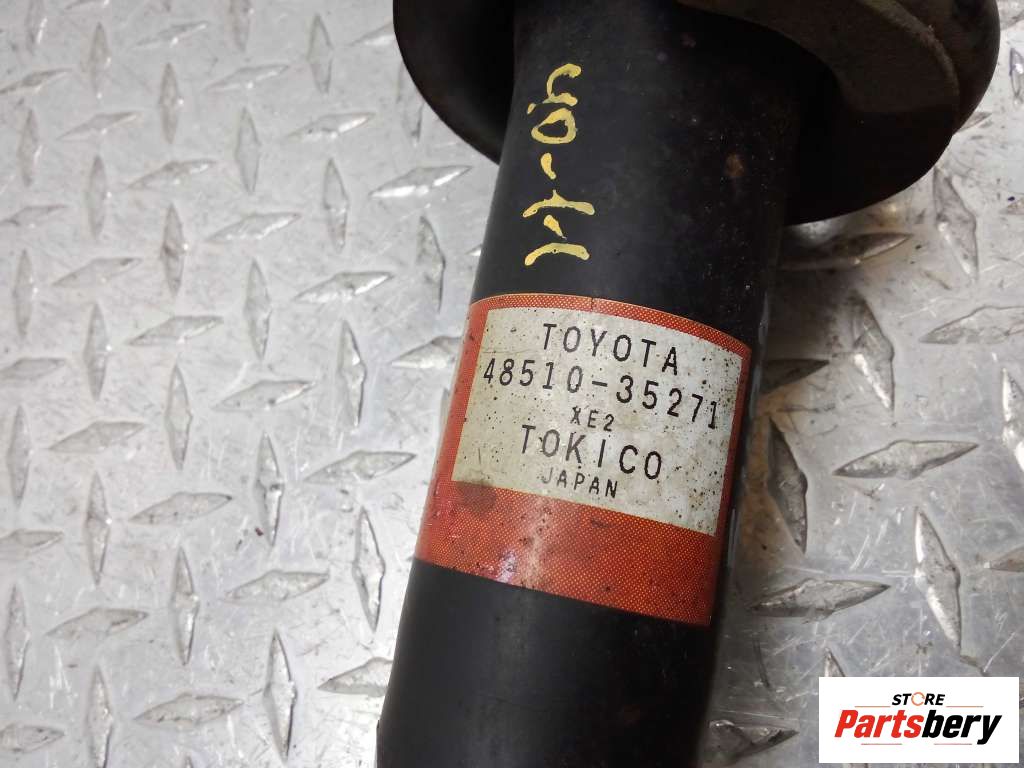 TOYOTA
48510-35271
XE2
TOKICO
JAPAN
STORE
Partsbery